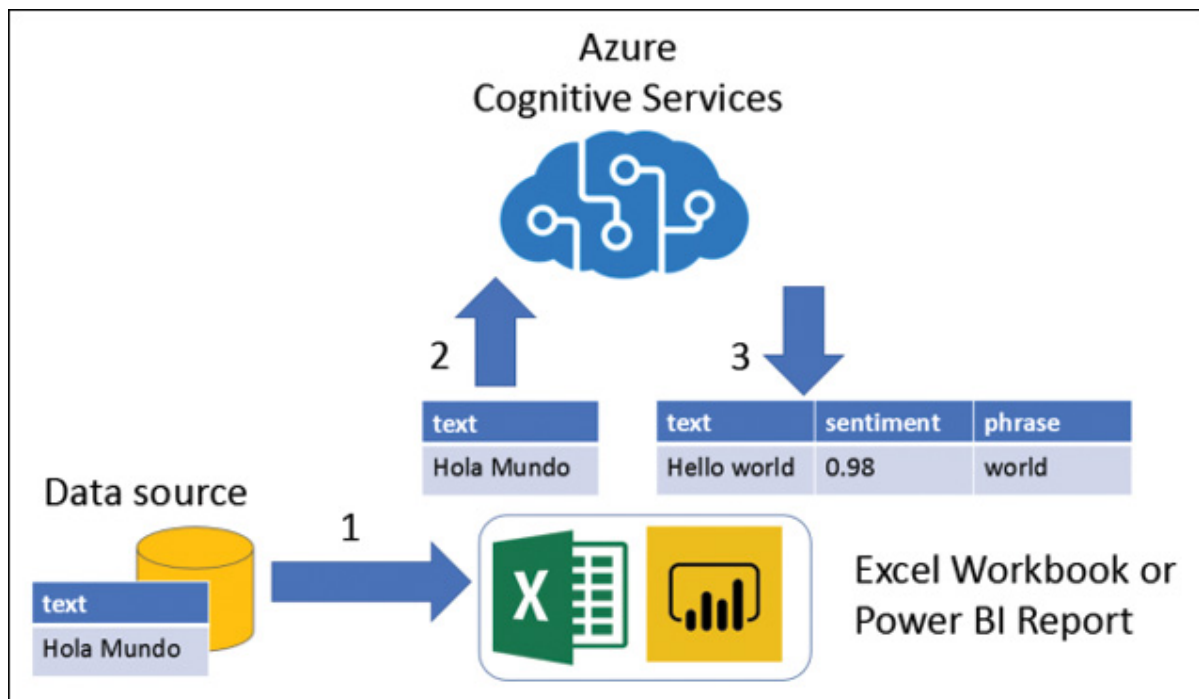 Azure
Cognitive Services
2
3
text
Hola Mundo
text sentiment phrase
Hello world 0.98 world
Data source
1
text
Hola Mundo
X
Excel Workbook or
Power BI Report